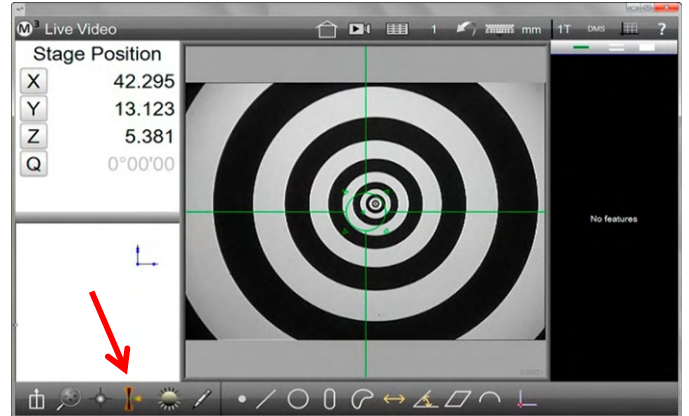 M³ Live Video
1 mm 1T DMS ?
Stage Position
X 42.295
Y 13.123
Z 5.381
Q 0°00'00
No features